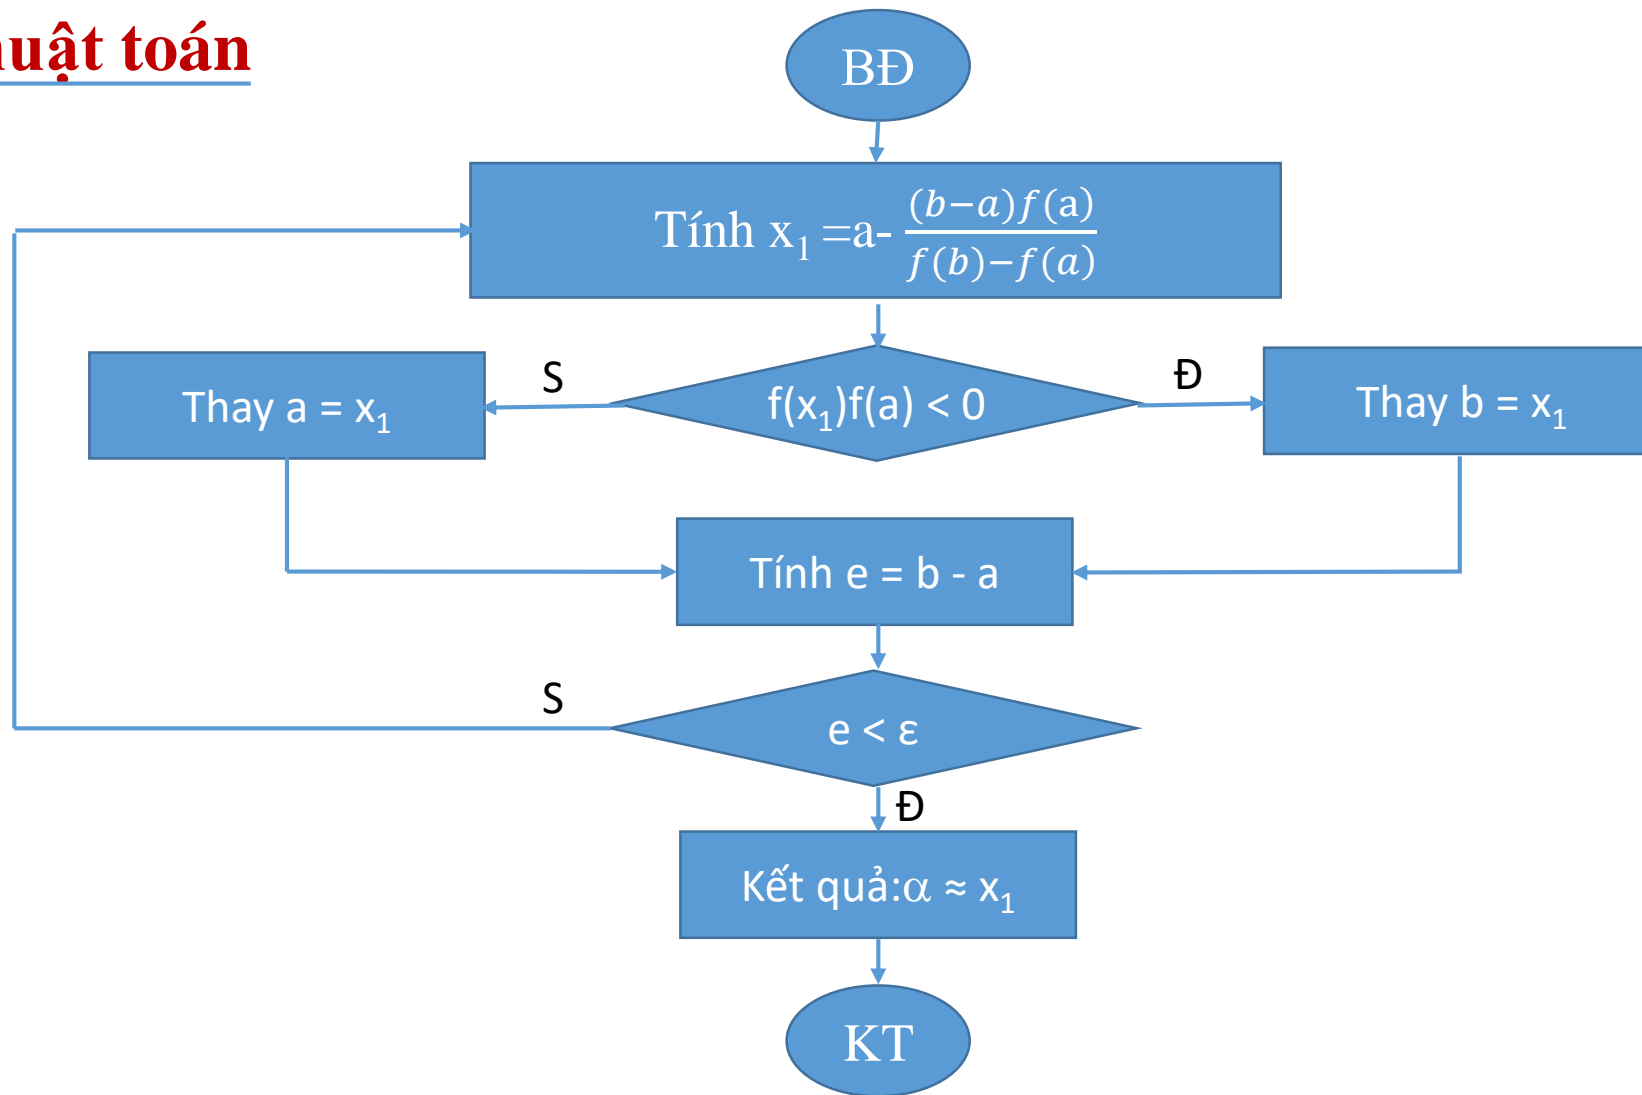 uật toán
BĐ
Tính x₁ =a- (b−a)f(a) / f(b)−f(a)
S
Đ
Thay a = x₁
f(x₁)f(a) < 0
Thay b = x₁
Tính e = b - a
S
e < ε
Đ
Kết quả:α ≈ x₁
KT